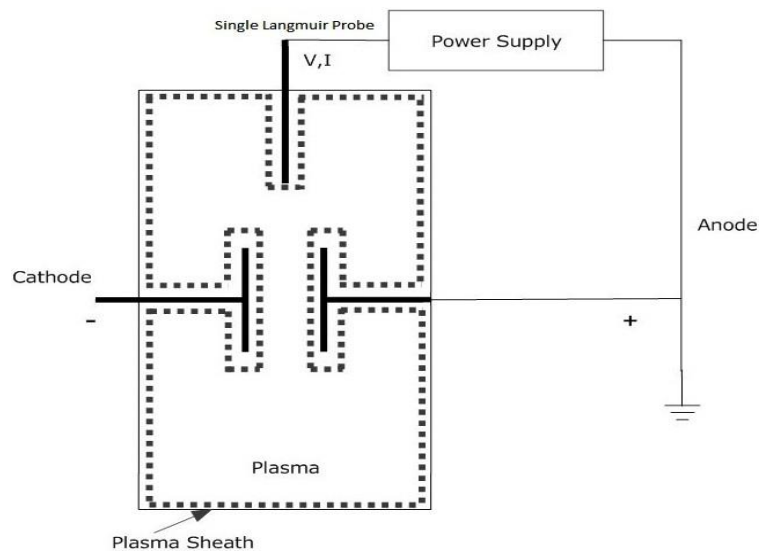 Single Langmuir Probe
Power Supply
V,I
Anode
Cathode
-
+
Plasma
Plasma Sheath